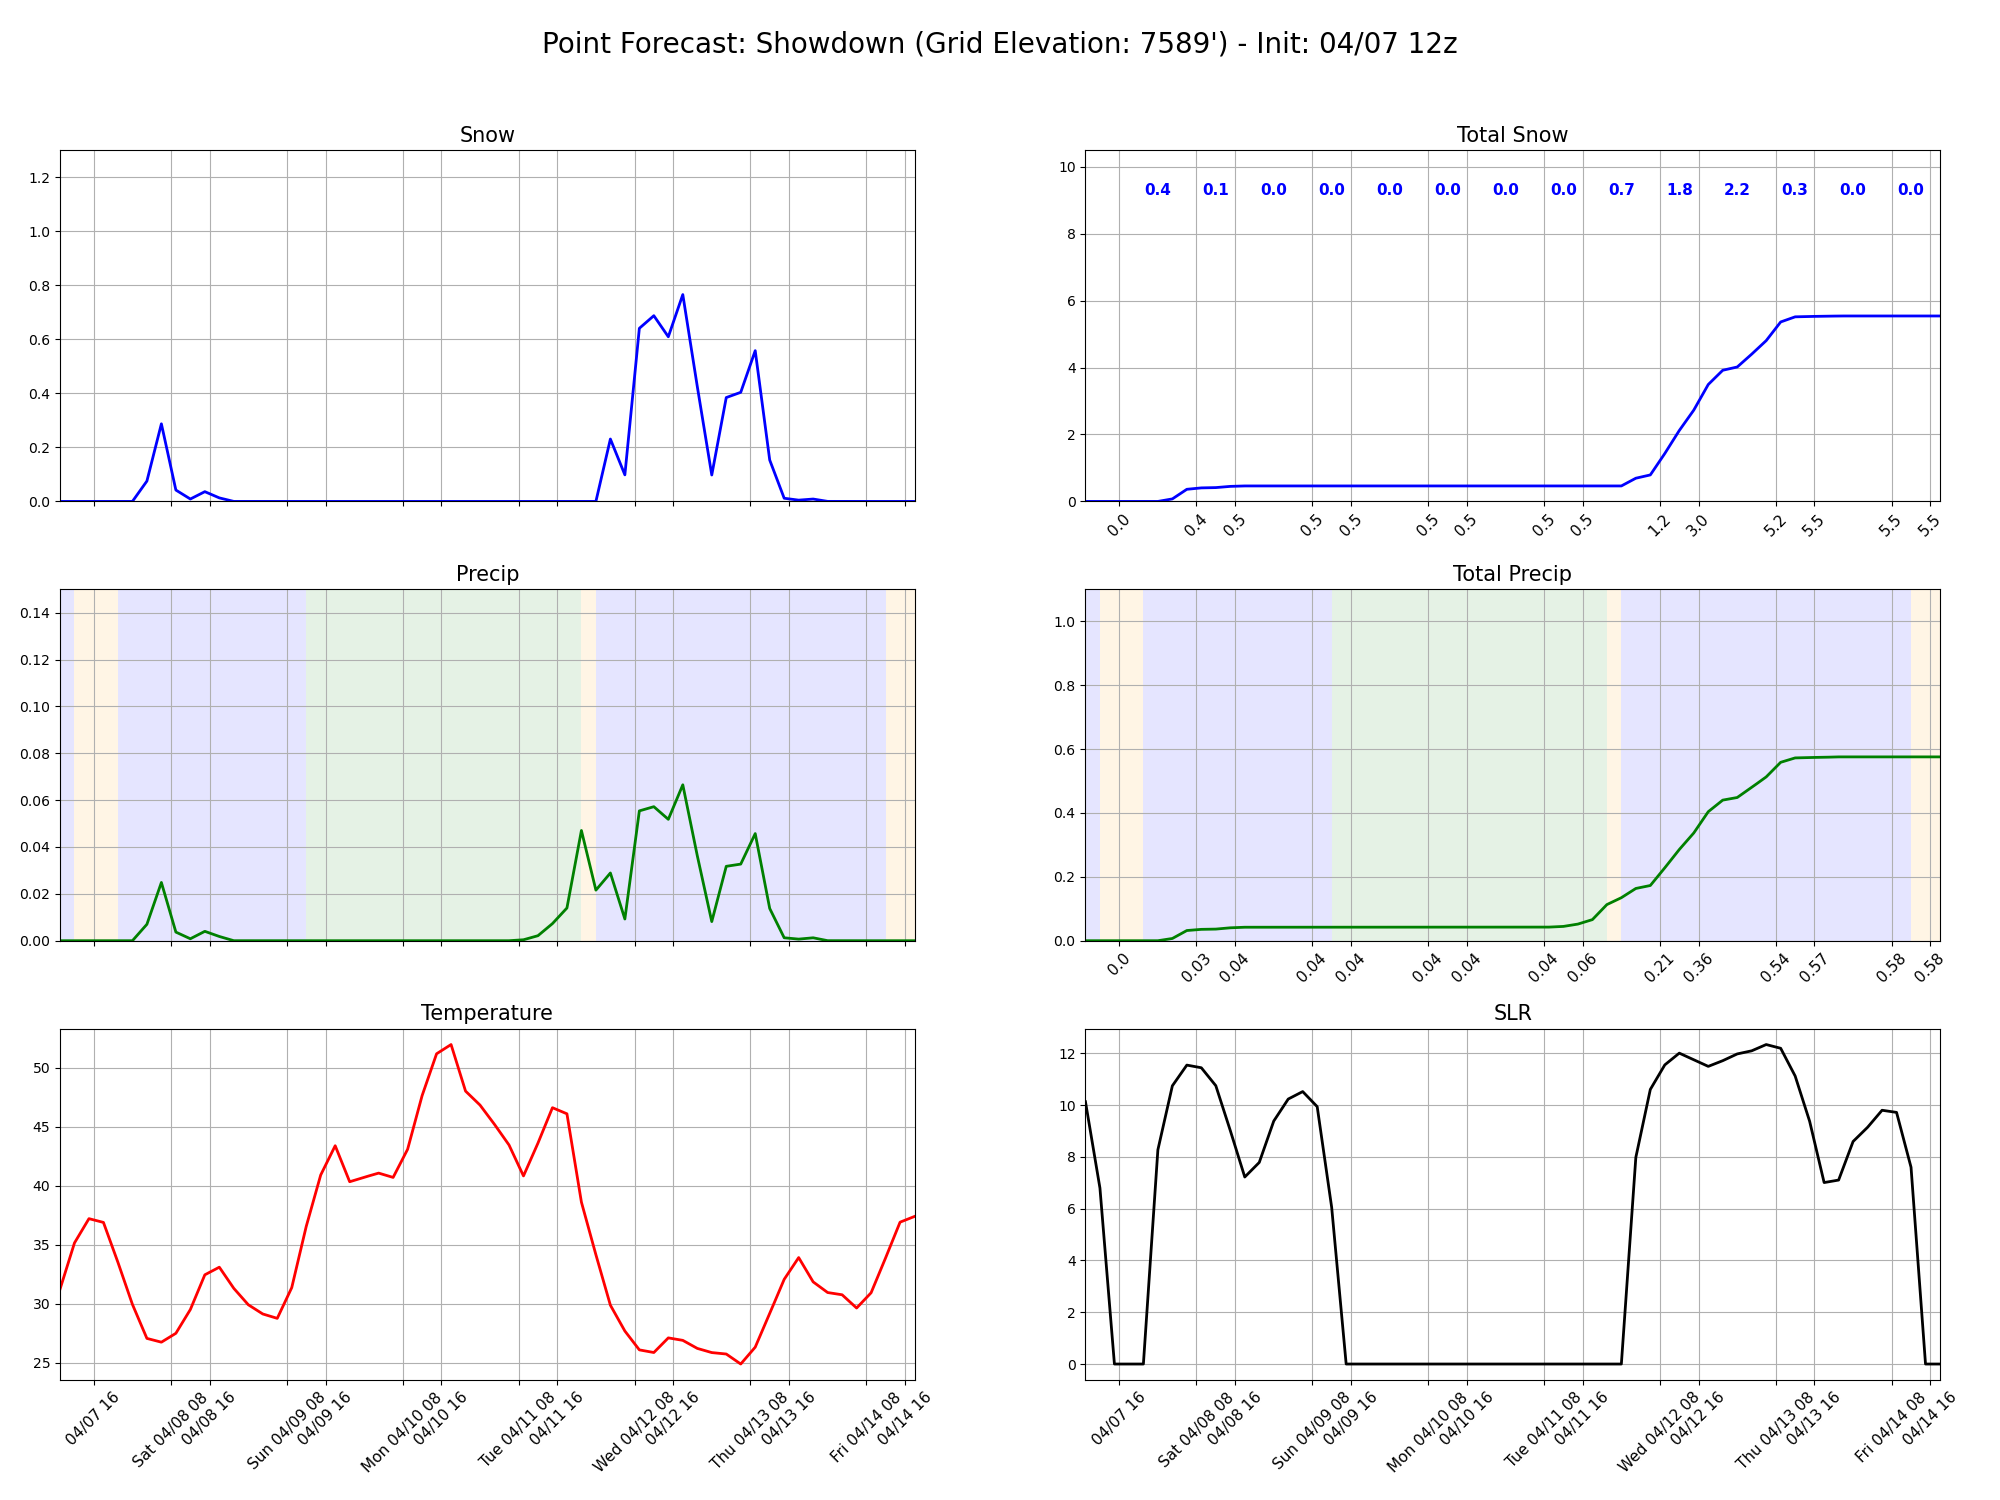 Point Forecast: Showdown (Grid Elevation: 7589') - Init: 04/07 12z
Snow
1.2
1.0
0.8
0.6
0.4
0.2
0.0
Total Snow
10
8
6
4
2
0
0.4 0.1 0.0 0.0 0.0 0.0 0.0 0.0 0.7 1.8 2.2 0.3 0.0 0.0
0.0 0.4 0.5 0.5 0.5 0.5 0.5 0.5 0.5 1.2 3.0 5.2 5.5 5.5 5.5
Precip
0.14
0.12
0.10
0.08
0.06
0.04
0.02
0.00
Total Precip
1.0
0.8
0.6
0.4
0.2
0.0
0.0 0.03 0.04 0.04 0.04 0.04 0.04 0.04 0.06 0.21 0.36 0.54 0.57 0.58 0.58
Temperature
50
45
40
35
30
25
04/07 16
Sat 04/08 08
04/08 16
Sun 04/09 08
04/09 16
Mon 04/10 08
04/10 16
Tue 04/11 08
04/11 16
Wed 04/12 08
04/12 16
Thu 04/13 08
04/13 16
Fri 04/14 08
04/14 16
SLR
12
10
8
6
4
2
0
04/07 16
Sat 04/08 08
04/08 16
Sun 04/09 08
04/09 16
Mon 04/10 08
04/10 16
Tue 04/11 08
04/11 16
Wed 04/12 08
04/12 16
Thu 04/13 08
04/13 16
Fri 04/14 08
04/14 16